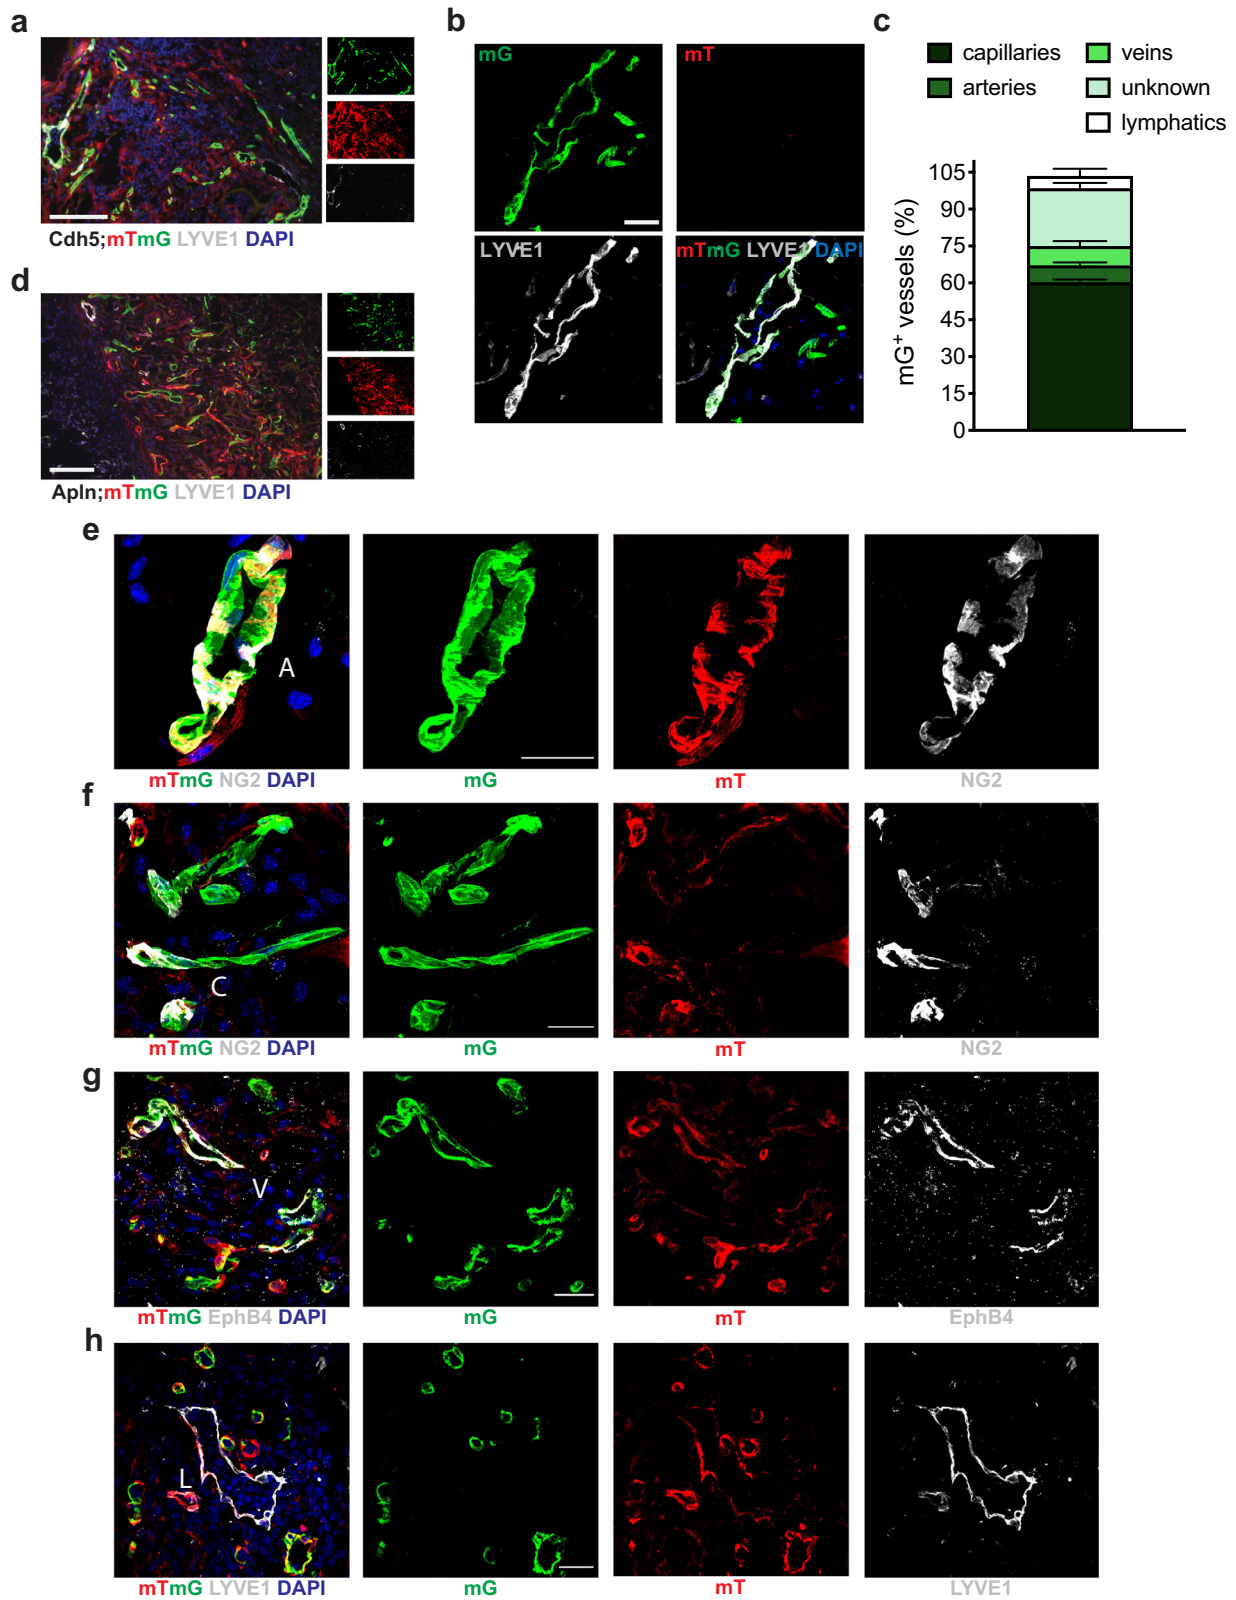 a
Cdh5;mTmG LYVE1 DAPI
b
mG
mT
LYVE1
mTmG LYVE1 DAPI
c
capillaries
veins
arteries
unknown
lymphatics
mG+ vessels (%)
105
90
75
60
45
30
15
0
d
Apln;mTmG LYVE1 DAPI
e
A
mTmG NG2 DAPI
mG
mT
NG2
f
C
mTmG NG2 DAPI
mG
mT
NG2
g
V
mTmG EphB4 DAPI
mG
mT
EphB4
h
L
mTmG LYVE1 DAPI
mG
mT
LYVE1